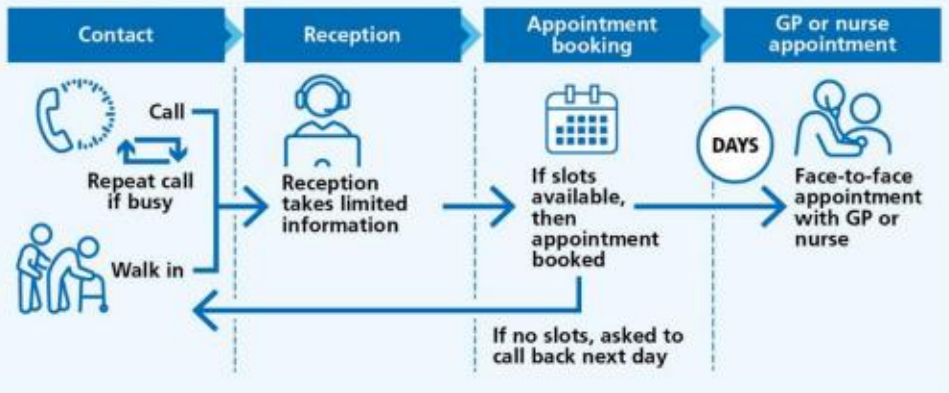 Contact
Reception
Appointment
booking
GP or nurse
appointment
Call
Repeat call
if busy
Walk in
Reception
takes limited
information
If slots
available,
then
appointment
booked
If no slots, asked to
call back next day
DAYS
Face-to-face
appointment
with GP or
nurse